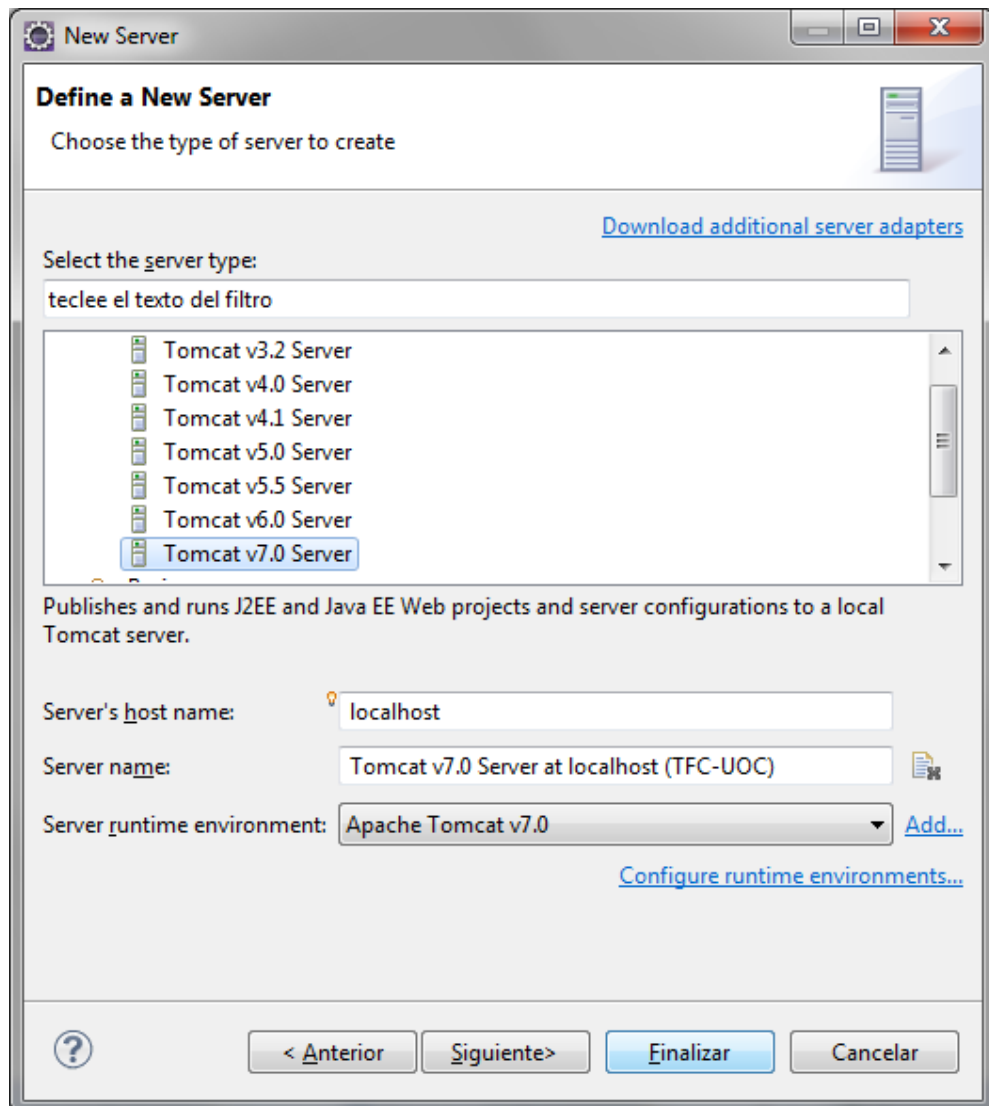 New Server
Define a New Server
Choose the type of server to create
Download additional server adapters
Select the server type:
teclee el texto del filtro
Tomcat v3.2 Server
Tomcat v4.0 Server
Tomcat v4.1 Server
Tomcat v5.0 Server
Tomcat v5.5 Server
Tomcat v6.0 Server
Tomcat v7.0 Server
Publishes and runs J2EE and Java EE Web projects and server configurations to a local
Tomcat server.
Server's host name: localhost
Server name: Tomcat v7.0 Server at localhost (TFC-UOC)
Server runtime environment: Apache Tomcat v7.0 Add...
Configure runtime environments...
< Anterior Siguiente> Finalizar Cancelar